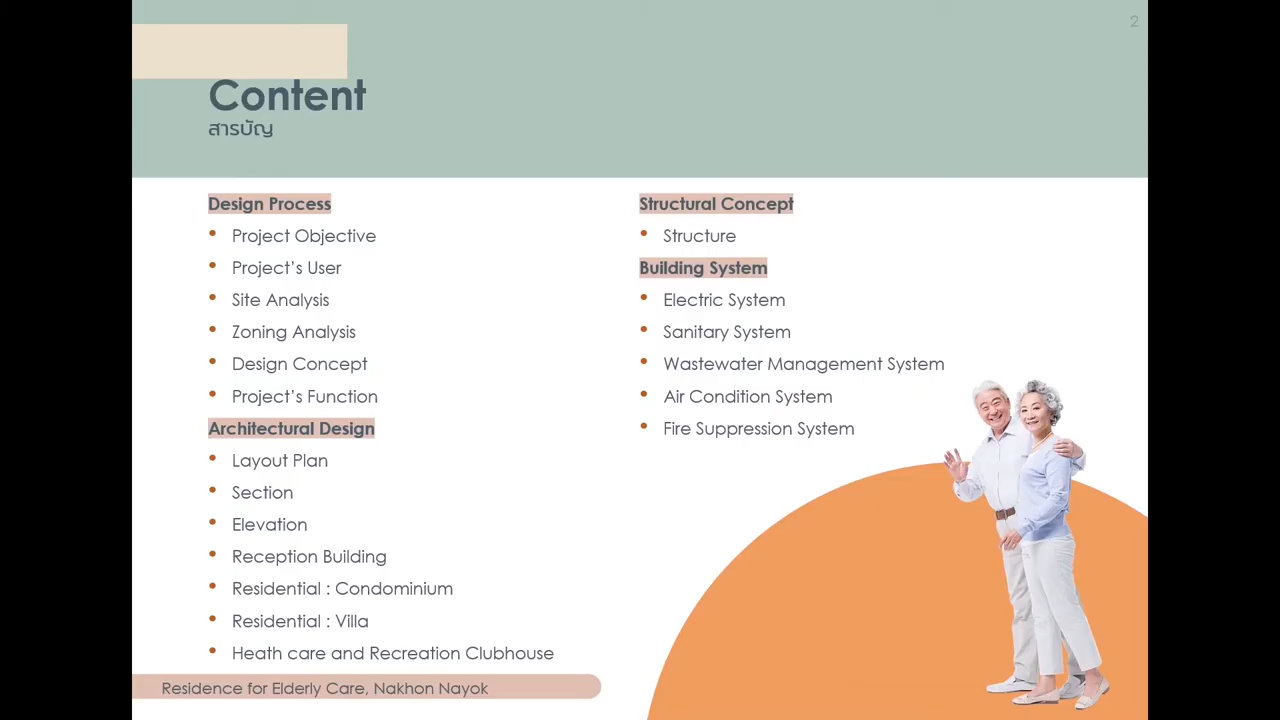 2
Content
สารบัญ
Design Process
• Project Objective
• Project’s User
• Site Analysis
• Zoning Analysis
• Design Concept
• Project’s Function
Architectural Design
• Layout Plan
• Section
• Elevation
• Reception Building
• Residential : Condominium
• Residential : Villa
• Heath care and Recreation Clubhouse
Structural Concept
• Structure
Building System
• Electric System
• Sanitary System
• Wastewater Management System
• Air Condition System
• Fire Suppression System
Residence for Elderly Care, Nakhon Nayok
2